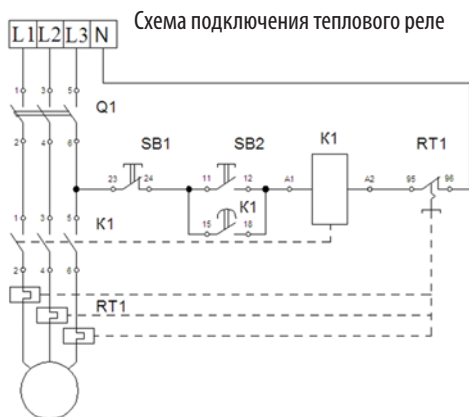 Схема подключения теплового реле
L1 L2 L3 N
1 3 5
Q1
2 4 6
SB1 SB2 K1 RT1
23 24 11 12 A1 A2 95 96
15 16 K1
1 3 5
K1
2 4 6
RT1